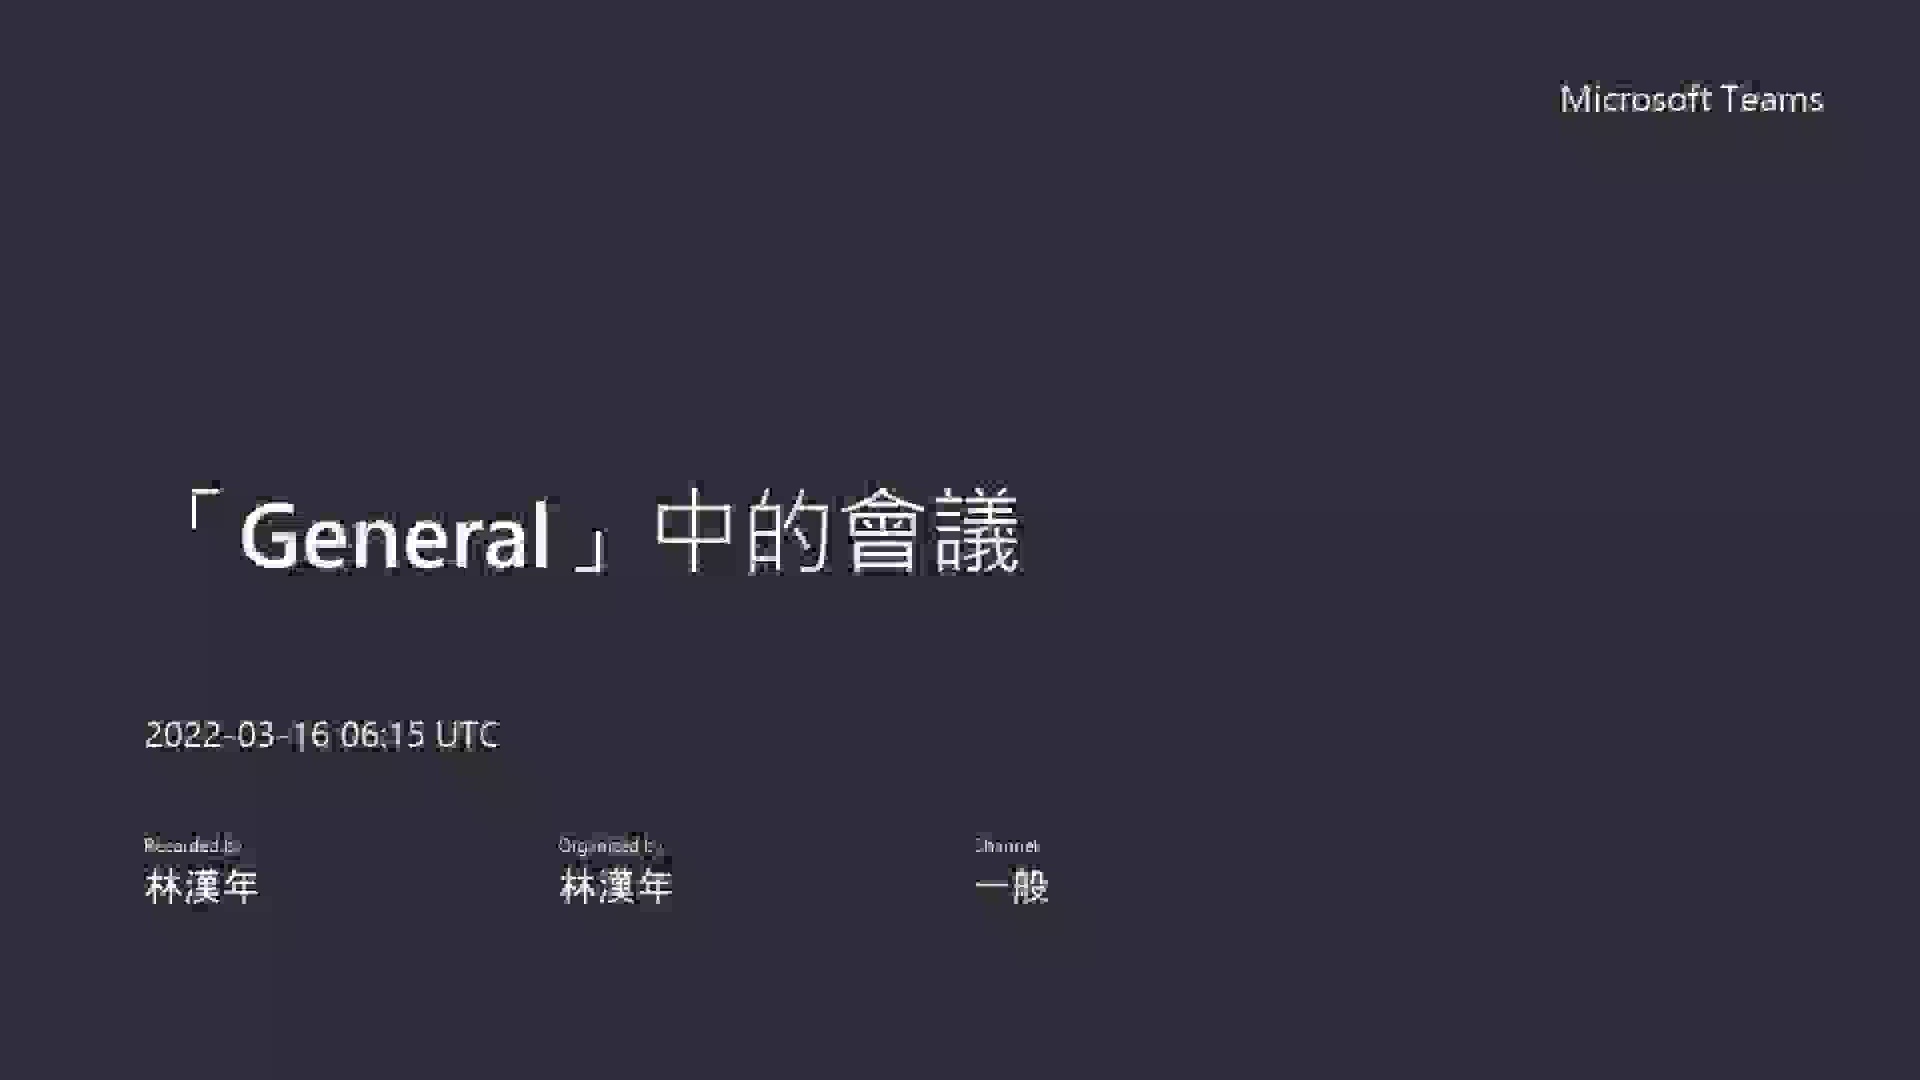 Microsoft Teams
「General」中的會議
2022-03-16 06:15 UTC
Recorded by
Organized by
Channel
林漢年
林漢年
一般